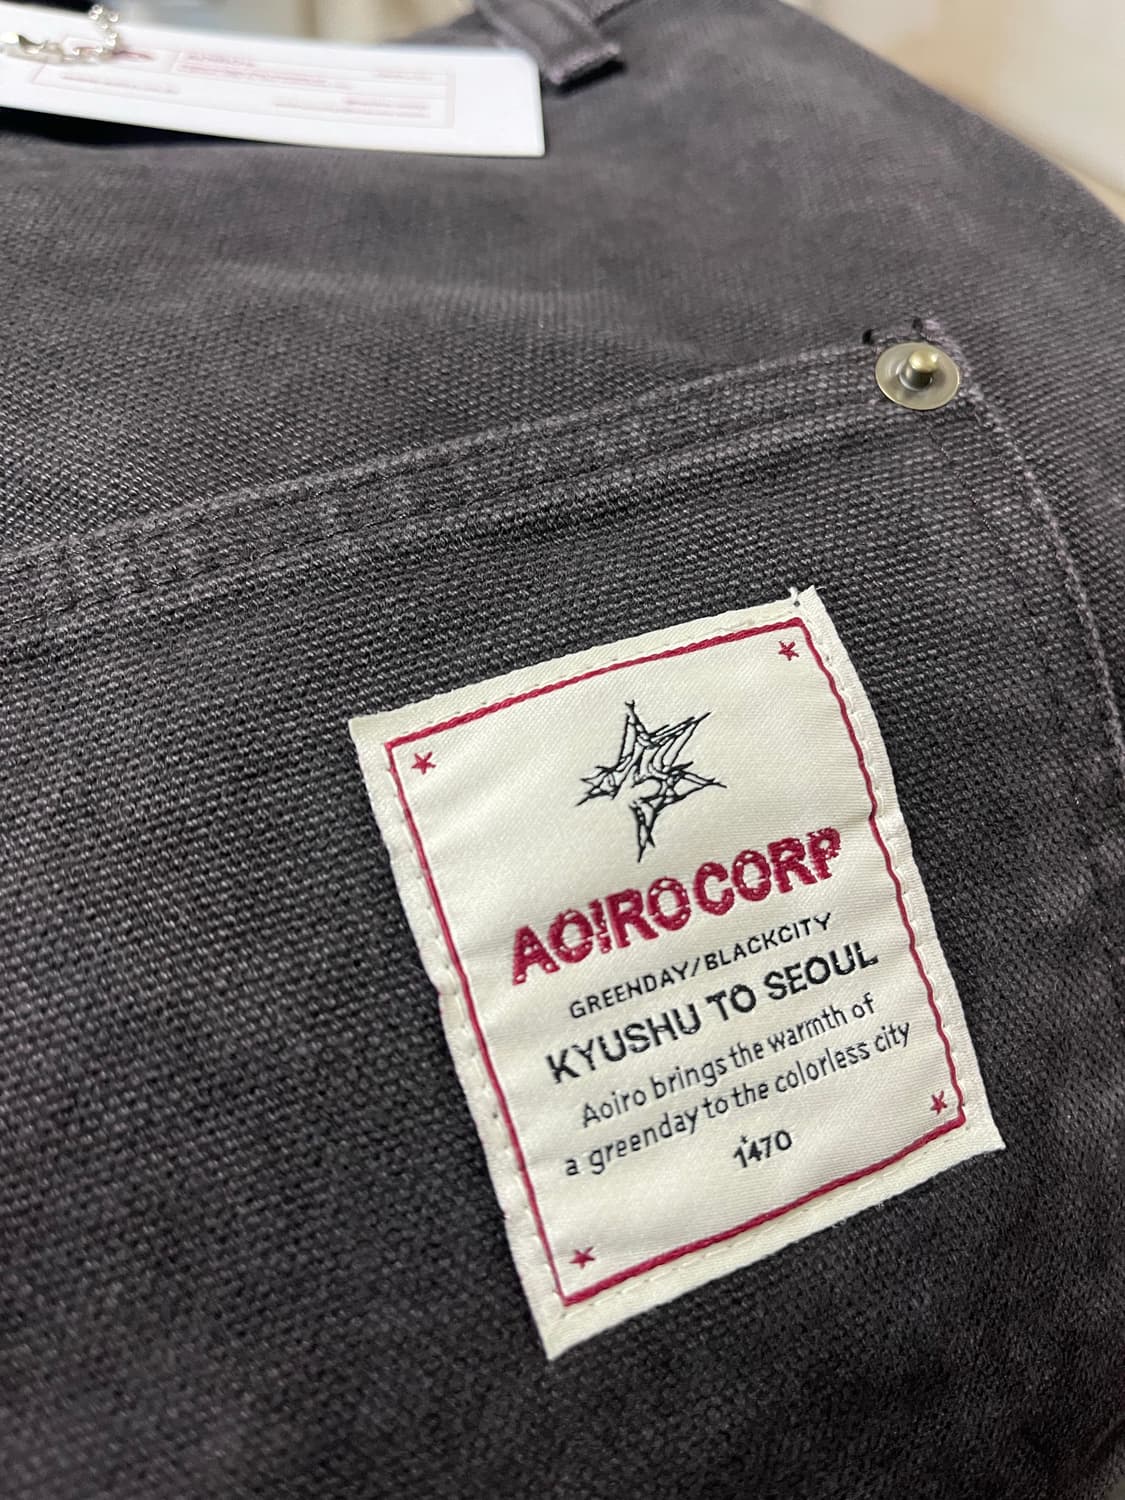 AOIROCORP
GREENDAY/BLACKCITY
KYUSHU TO SEOUL
Aoiro brings the warmth of
a greenday to the colorless city
1470